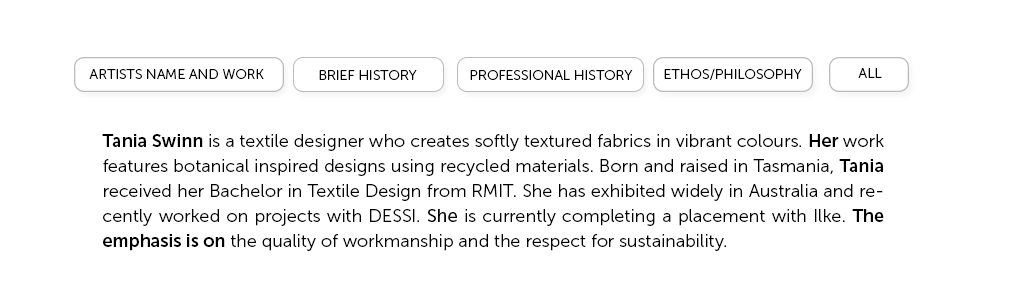 ARTISTS NAME AND WORK BRIEF HISTORY PROFESSIONAL HISTORY ETHOS/PHILOSOPHY ALL
Tania Swinn is a textile designer who creates softly textured fabrics in vibrant colours. Her work
features botanical inspired designs using recycled materials. Born and raised in Tasmania, Tania
received her Bachelor in Textile Design from RMIT. She has exhibited widely in Australia and re-
cently worked on projects with DESSI. She is currently completing a placement with Ilke. The
emphasis is on the quality of workmanship and the respect for sustainability.